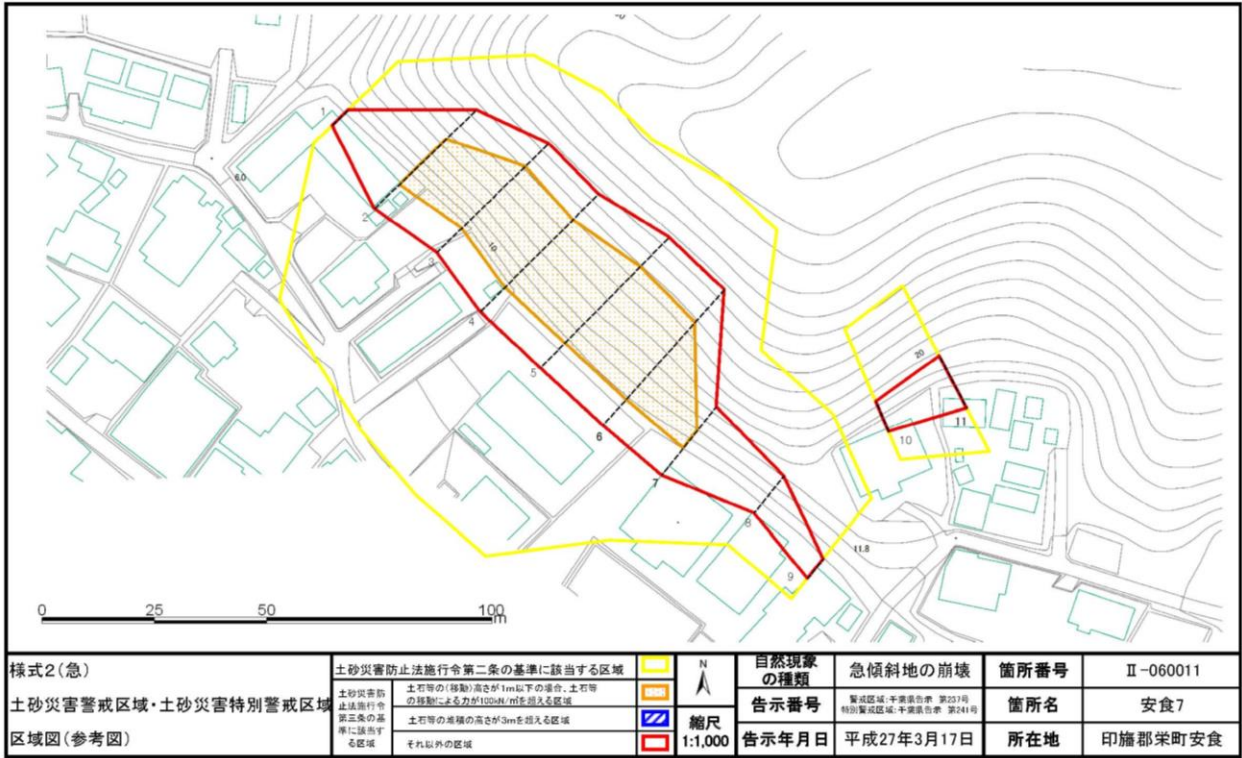 1
6.0
2
10
3
4
5
6
7
8
9
11.8
20
10
11
0 25 50 100m
様式2(急)
土砂災害警戒区域・土砂災害特別警戒区域
区域図(参考図)
土砂災害防止法施行令第二条の基準に該当する区域
土砂災害防
止法施行令
第三条の基
準に該当す
る区域
土石等の(移動)高さが1m以下の場合、土石等
の移動による力が100kN/㎡を超える区域
土石等の堆積の高さが3mを超える区域
それ以外の区域
N
縮尺
1:1,000
自然現象
の種類
急傾斜地の崩壊
告示番号
警戒区域:千葉県告示 第237号
特別警戒区域:千葉県告示 第241号
告示年月日
平成27年3月17日
箇所番号
Ⅱ-060011
箇所名
安食7
所在地
印旛郡栄町安食